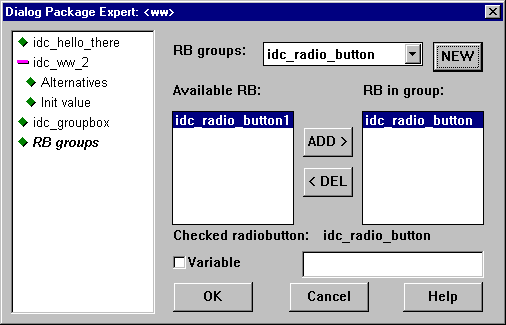 Dialog Package Expert: <ww>
idc_hello_there
idc_ww_2
Alternatives
Init value
idc_groupbox
RB groups
RB groups:
idc_radio_button
NEW
Available RB:
RB in group:
idc_radio_button1
idc_radio_button
ADD >
< DEL
Checked radiobutton: idc_radio_button
Variable
OK
Cancel
Help